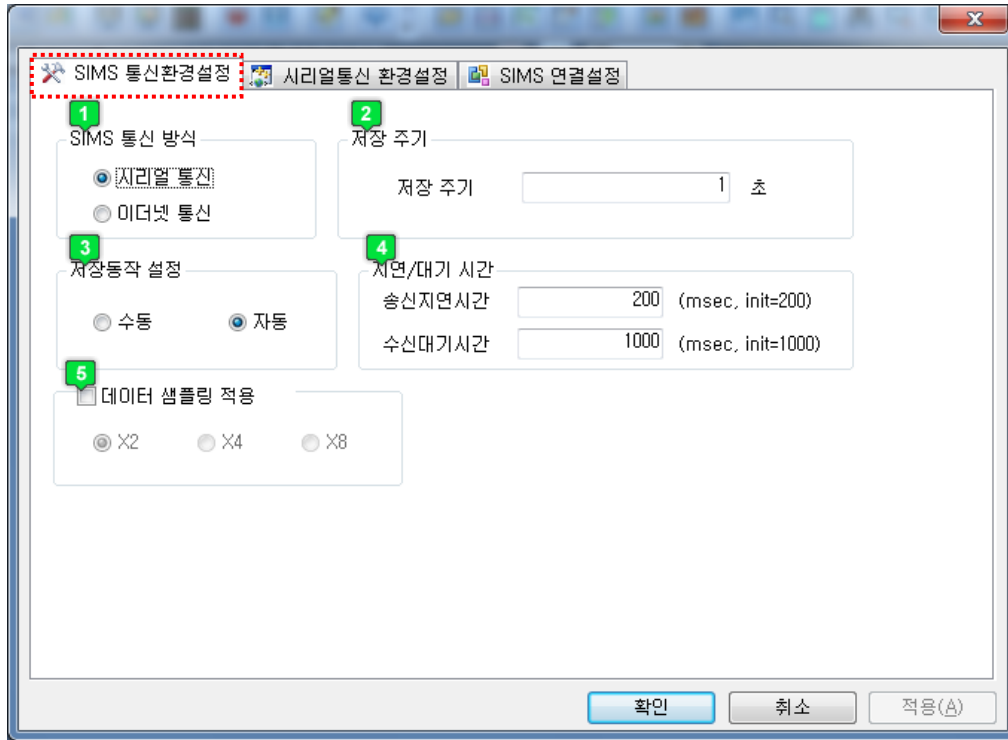 SIMS 통신환경설정 시리얼통신 환경설정 SIMS 연결설정
1
SIMS 통신 방식
시리얼 통신
이더넷 통신
2
저장 주기
저장 주기 1 초
3
저장동작 설정
수동 자동
4
지연/대기 시간
송신지연시간 200 (msec, init=200)
수신대기시간 1000 (msec, init=1000)
5
데이터 샘플링 적용
X2 X4 X8
확인 취소 적용(A)